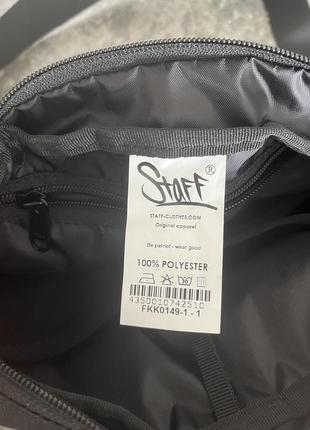 Staff®
STAFF-CLOTHES.COM
Original apparel
Be patriot - wear good
100% POLYESTER
4350010742510
FKK0149-1 - 1